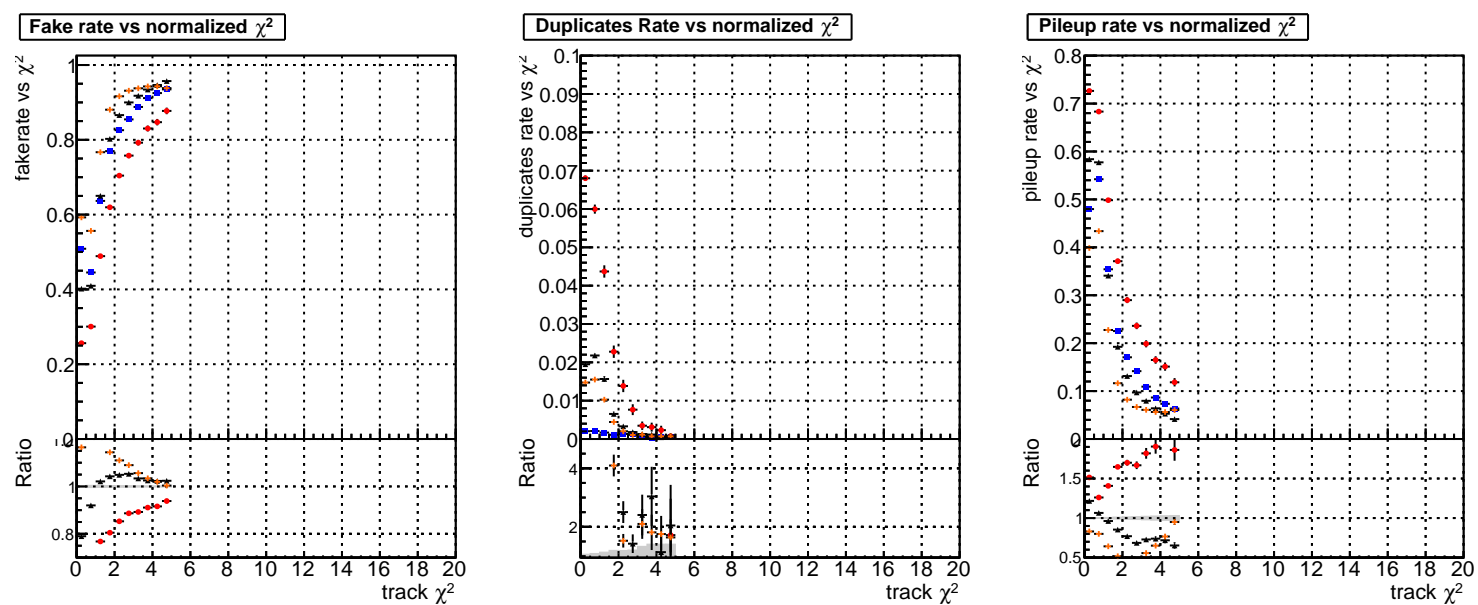 Fake rate vs normalized χ²
fakerate vs χ²
1
0.8
0.6
0.4
0.2
0
Ratio
1
0.8
0 2 4 6 8 10 12 14 16 18 20
track χ²
Duplicates Rate vs normalized χ²
duplicates rate vs χ²
0.1
0.09
0.08
0.07
0.06
0.05
0.04
0.03
0.02
0.01
0
Ratio
4
2
0 2 4 6 8 10 12 14 16 18 20
track χ²
Pileup rate vs normalized χ²
pileup rate vs χ²
0.8
0.7
0.6
0.5
0.4
0.3
0.2
0.1
Ratio
1.5
1
0.5
0 2 4 6 8 10 12 14 16 18 20
track χ²